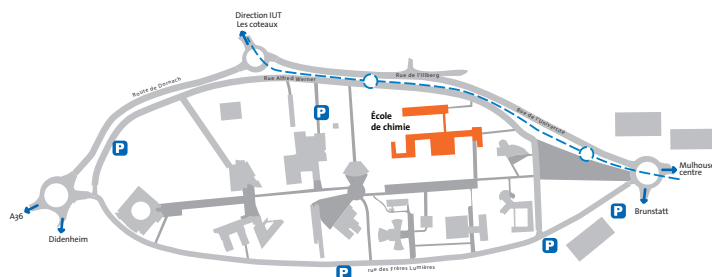 Direction IUT
Les coteaux
Route de Dornach
Rue Alfred Werner
Rue de l'Illberg
Rue de l'Université
P
École
de chimie
P
Mulhouse
centre
A36
Didenheim
P
Brunstatt
P
rue des Frères Lumières
P